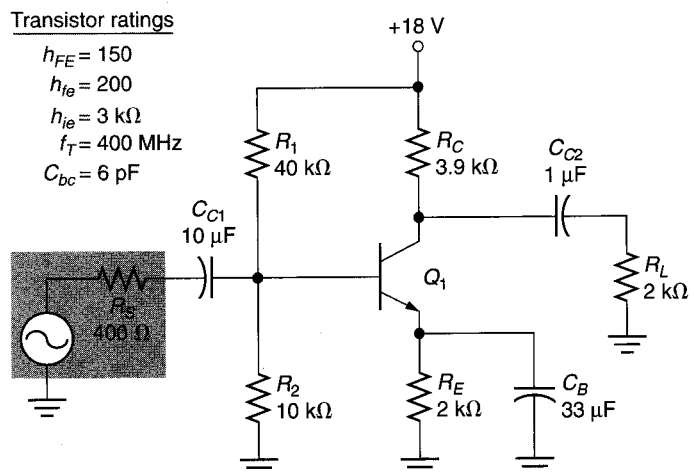 Transistor ratings
hFE = 150
hfe = 200
hie = 3 kΩ
fT = 400 MHz
Cbc = 6 pF
+18 V
R1
40 kΩ
RC
3.9 kΩ
CC2
1 µF
CC1
10 µF
RS
400 Ω
Q1
RL
2 kΩ
R2
10 kΩ
RE
2 kΩ
CB
33 µF